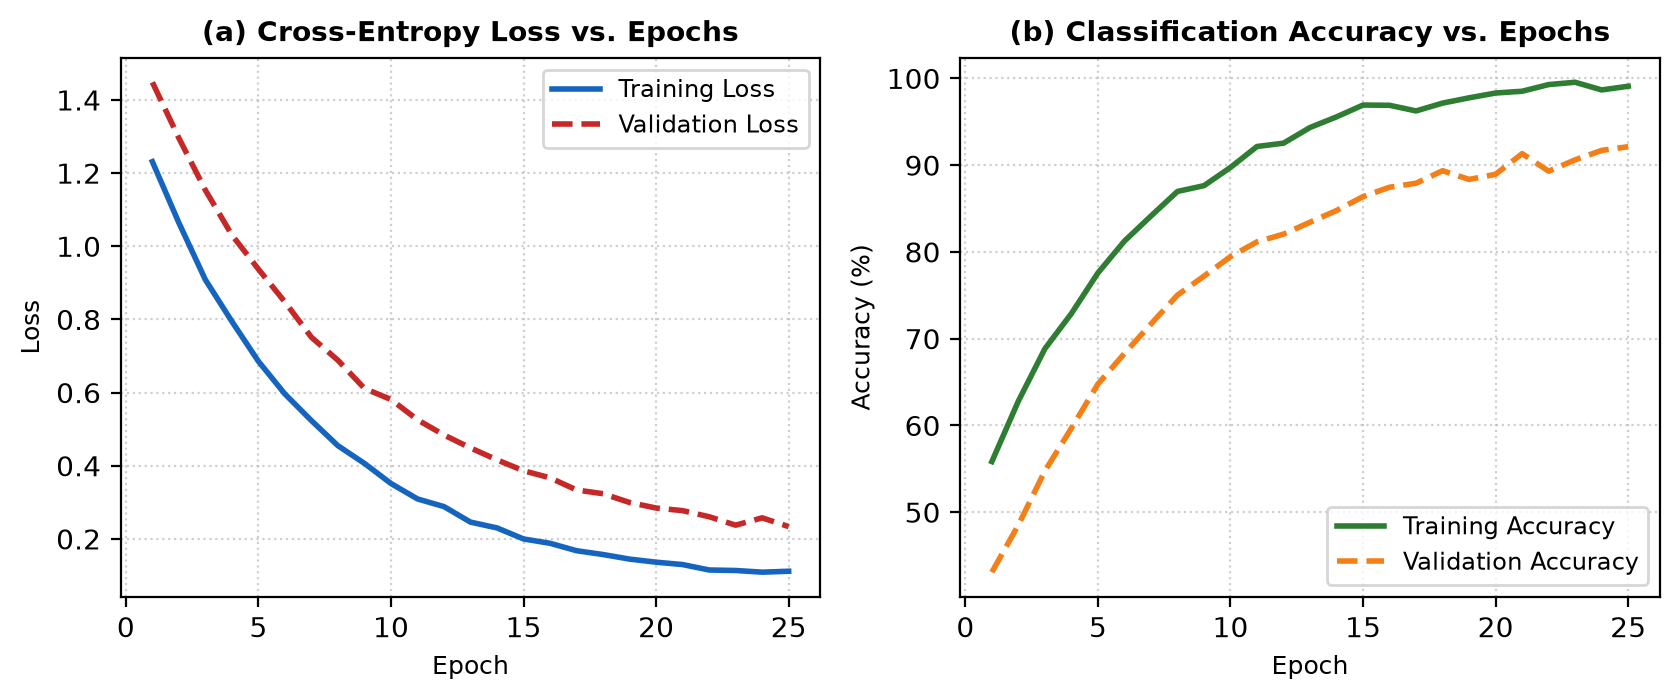 (a) Cross-Entropy Loss vs. Epochs
Training Loss
Validation Loss
1.4
1.2
1.0
0.8
0.6
0.4
0.2
Loss
0 5 10 15 20 25
Epoch
(b) Classification Accuracy vs. Epochs
100
90
80
70
60
50
Accuracy (%)
Training Accuracy
Validation Accuracy
0 5 10 15 20 25
Epoch